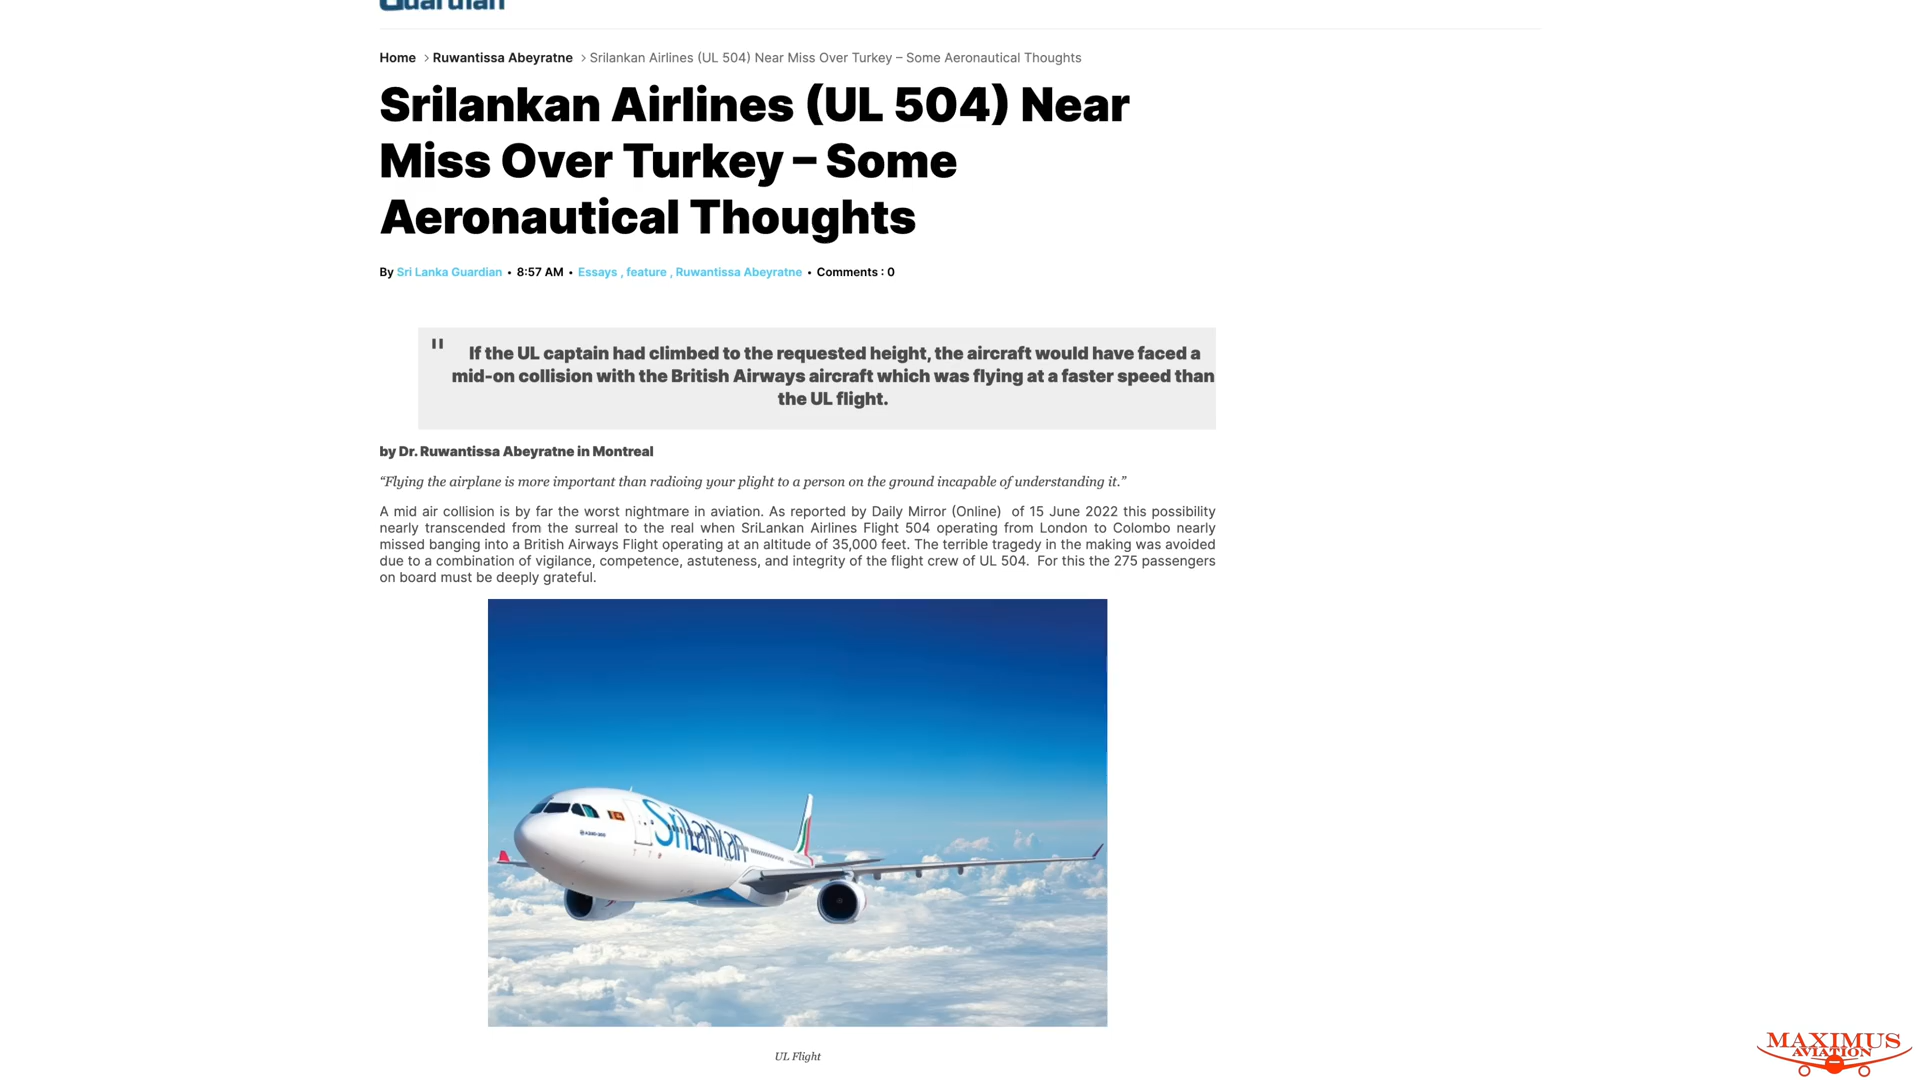 Guardian
Home > Ruwantissa Abeyratne > Srilankan Airlines (UL 504) Near Miss Over Turkey – Some Aeronautical Thoughts
Srilankan Airlines (UL 504) Near
Miss Over Turkey – Some
Aeronautical Thoughts
By Sri Lanka Guardian • 8:57 AM • Essays , feature , Ruwantissa Abeyratne • Comments : 0
" If the UL captain had climbed to the requested height, the aircraft would have faced a
mid-on collision with the British Airways aircraft which was flying at a faster speed than
the UL flight.
by Dr. Ruwantissa Abeyratne in Montreal
“Flying the airplane is more important than radioing your plight to a person on the ground incapable of understanding it.”
A mid air collision is by far the worst nightmare in aviation. As reported by Daily Mirror (Online) of 15 June 2022 this possibility
nearly transcended from the surreal to the real when SriLankan Airlines Flight 504 operating from London to Colombo nearly
missed banging into a British Airways Flight operating at an altitude of 35,000 feet. The terrible tragedy in the making was avoided
due to a combination of vigilance, competence, astuteness, and integrity of the flight crew of UL 504. For this the 275 passengers
on board must be deeply grateful.
SriLankan
UL Flight
MAXIMUS
AVIATION